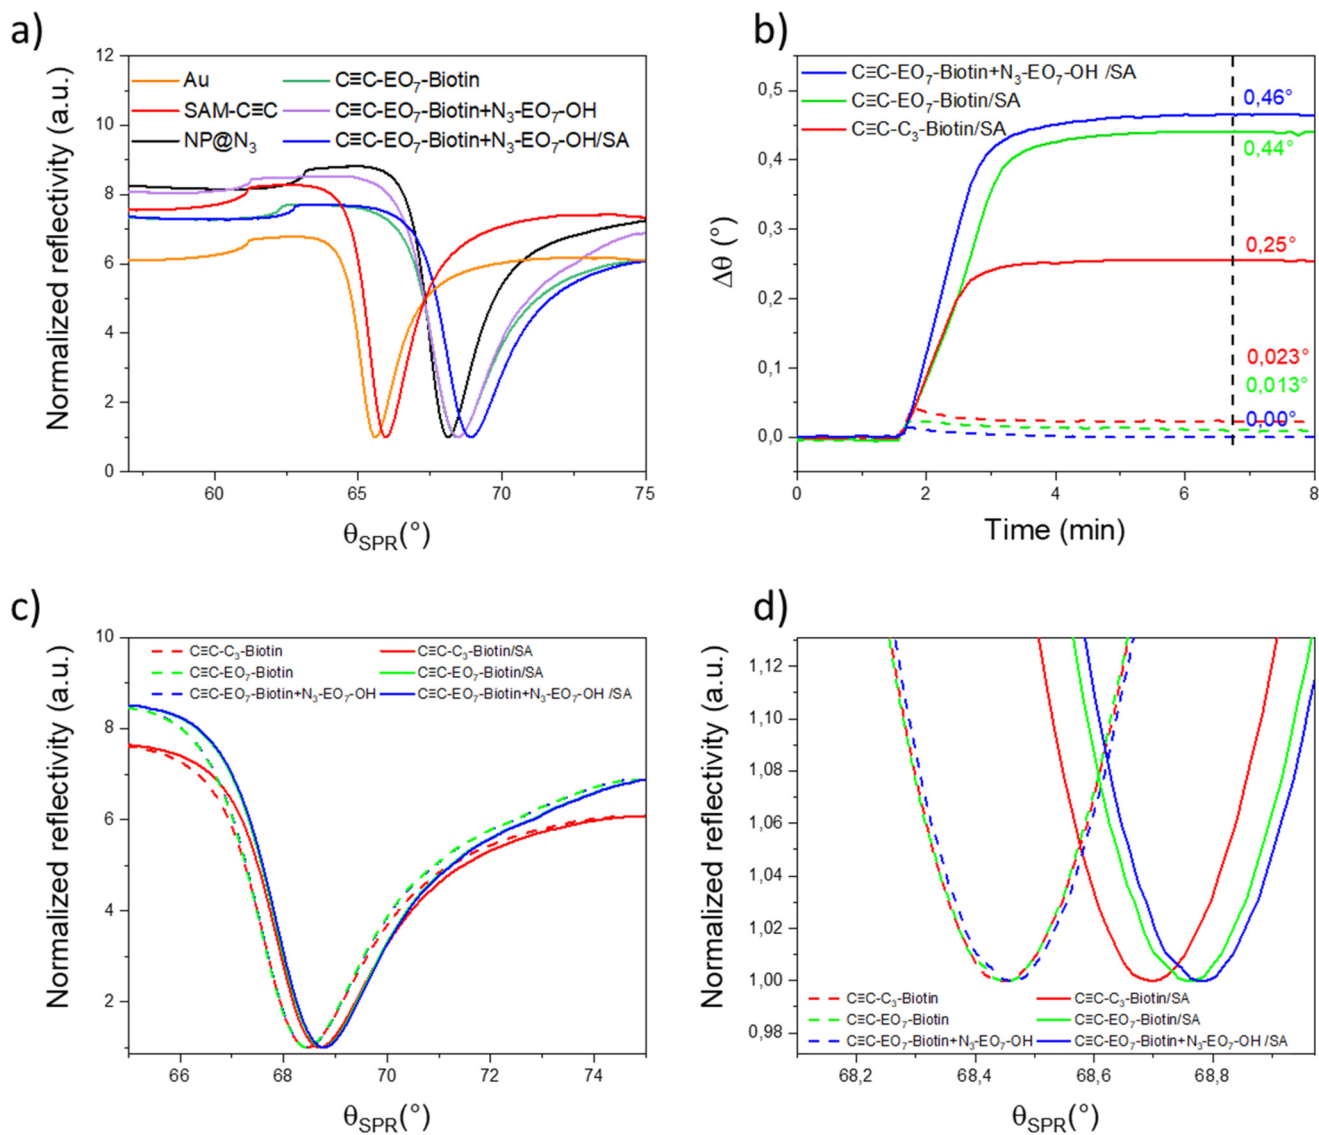 a)
Normalized reflectivity (a.u.)
12
10
8
6
4
2
0
Au
SAM-C≡C
NP@N₃
C≡C-EO₇-Biotin
C≡C-EO₇-Biotin+N₃-EO₇-OH
C≡C-EO₇-Biotin+N₃-EO₇-OH/SA
60
65
70
75
θSPR(°)
b)
Δθ (°)
0,5
0,4
0,3
0,2
0,1
0,0
C≡C-EO₇-Biotin+N₃-EO₇-OH /SA
C≡C-EO₇-Biotin/SA
C≡C-C₃-Biotin/SA
0,46°
0,44°
0,25°
0,023°
0,013°
0,00°
0
2
4
6
8
Time (min)
c)
Normalized reflectivity (a.u.)
10
8
6
4
2
C≡C-C₃-Biotin
C≡C-EO₇-Biotin
C≡C-EO₇-Biotin+N₃-EO₇-OH
C≡C-C₃-Biotin/SA
C≡C-EO₇-Biotin/SA
C≡C-EO₇-Biotin+N₃-EO₇-OH /SA
66
68
70
72
74
θSPR(°)
d)
Normalized reflectivity (a.u.)
1,12
1,10
1,08
1,06
1,04
1,02
1,00
0,98
C≡C-C₃-Biotin
C≡C-EO₇-Biotin
C≡C-EO₇-Biotin+N₃-EO₇-OH
C≡C-C₃-Biotin/SA
C≡C-EO₇-Biotin/SA
C≡C-EO₇-Biotin+N₃-EO₇-OH /SA
68,2
68,4
68,6
68,8
θSPR(°)